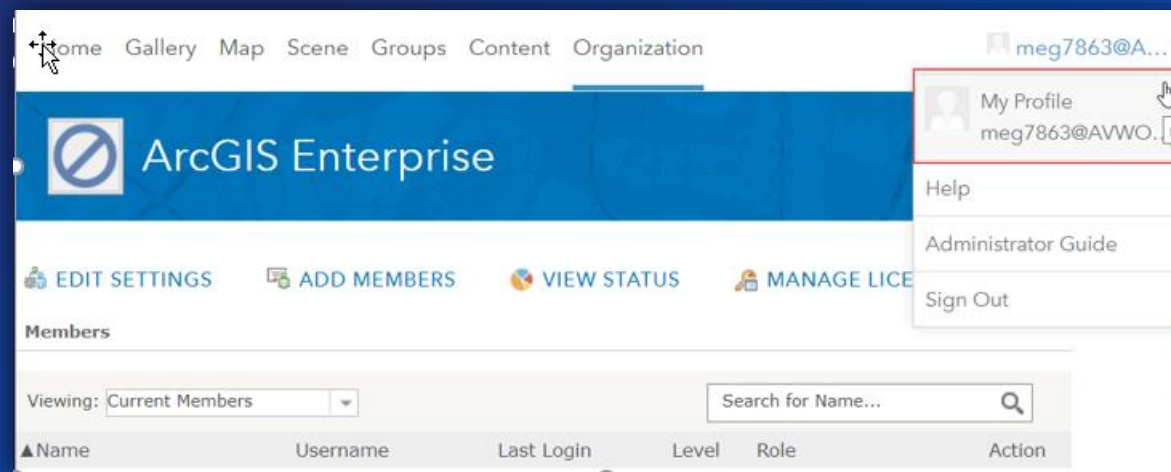 Home Gallery Map Scene Groups Content Organization meg7863@A...
My Profile
meg7863@AVWO...
ArcGIS Enterprise
Help
Administrator Guide
Sign Out
EDIT SETTINGS ADD MEMBERS VIEW STATUS MANAGE LICE
Members
Viewing: Current Members Search for Name...
▲Name Username Last Login Level Role Action